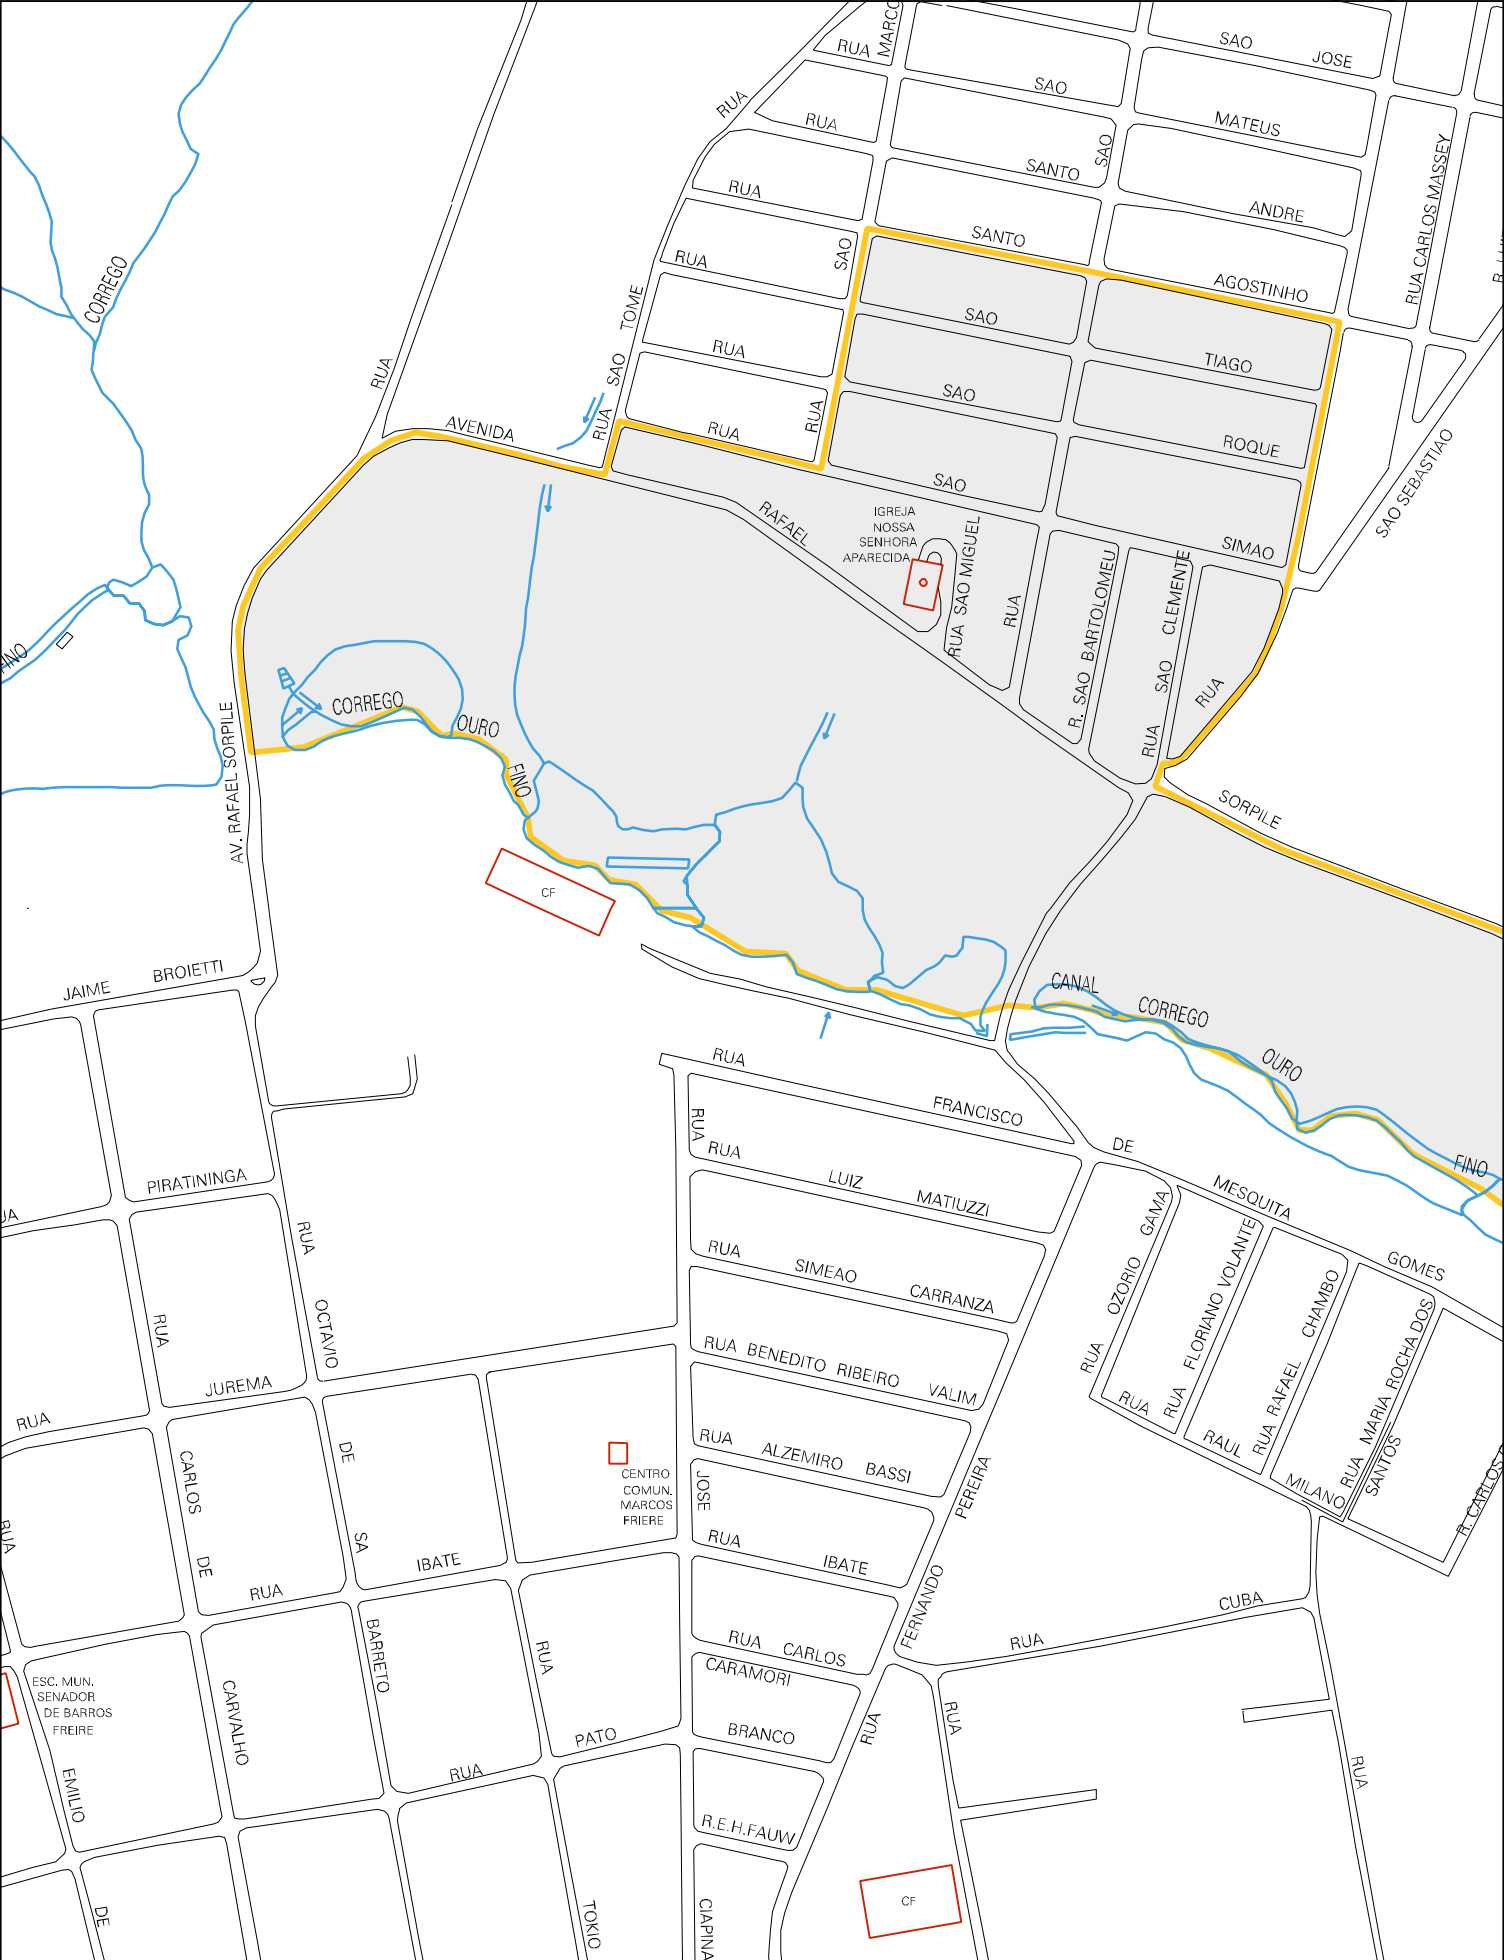 MARCO
RUA
SAO JOSE
SAO
RUA
RUA
MATEUS
SAO
RUA CARLOS MASSEY
SANTO
RUA
ANDRE
SANTO
SAO
RUA
CORREGO
AGOSTINHO
TOME
SAO
RUA
TIAGO
SAO
RUA
SAO
RUA
RUA
AVENIDA
RUA
ROQUE
SAO SEBASTIAO
SAO
RAFAEL
IGREJA
NOSSA
SENHORA
APARECIDA
RUA SAO MIGUEL
SIMAO
RUA
R. SAO BARTOLOMEU
RUA SAO CLEMENTE
RUA
CORREGO
OURO
FINO
AV. RAFAEL SORPILE
SORPILE
CF
JAIME BROIETTI
CANAL
CORREGO
OURO
FINO
RUA FRANCISCO
DE
MESQUITA
GOMES
RUA
RUA LUIZ MATIUZZI
PIRATININGA
RUA SIMEAO CARRANZA
RUA OZORIO GAMA
RUA FLORIANO VOLANTE
RUA RAFAEL CHAMBO
RUA MARIA ROCHA DOS
SANTOS
RUA
OCTAVIO
RUA
RUA BENEDITO RIBEIRO VALIM
JUREMA
RUA
RUA RAUL MILANO
R. CARLOS
RUA ALZEMIRO BASSI
CARLOS
DE
JOSE
PEREIRA
CENTRO
COMUN.
MARCOS
FRIERE
RUA
DE
SA
RUA IBATE
RUA IBATE
FERNANDO
CUBA
RUA
RUA CARLOS
CARAMORI
BARRETO
RUA
ESC. MUN.
SENADOR
DE BARROS
FREIRE
CARVALHO
BRANCO
RUA
RUA
PATO
RUA
RUA
EMILIO
R.E.H.FAUW
CF
DE
TOKIO
CIAPINA